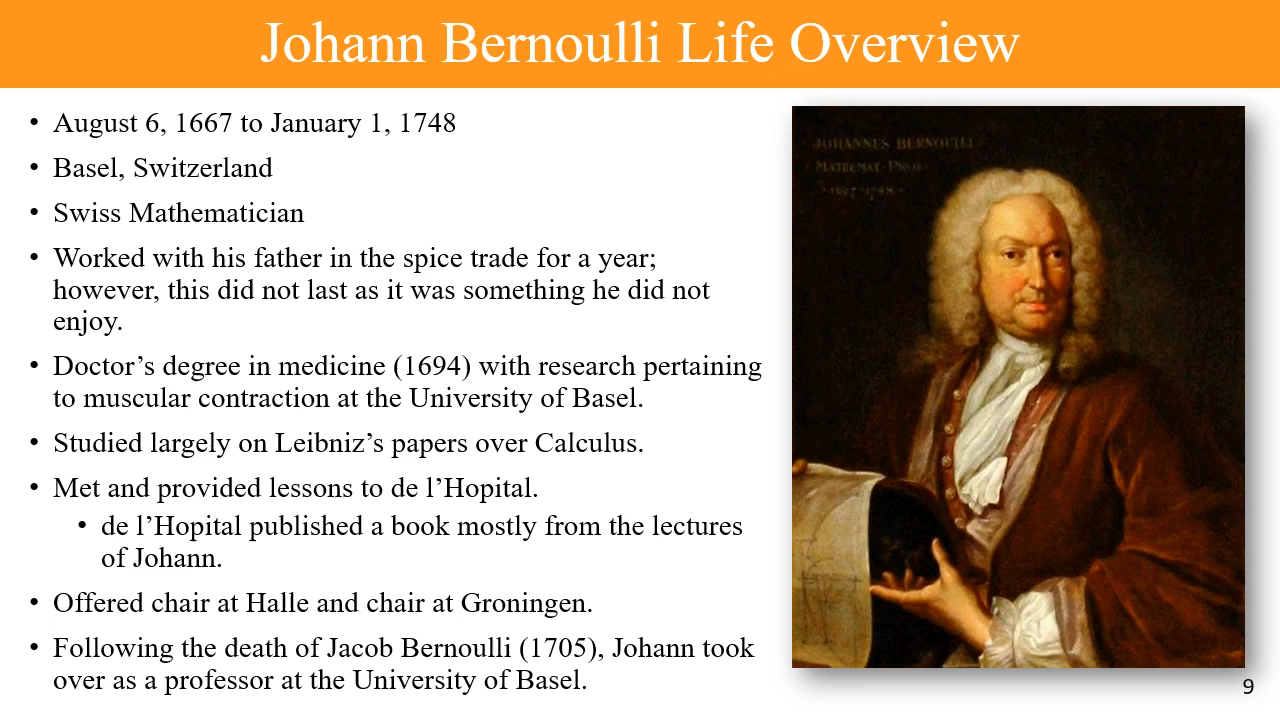 Johann Bernoulli Life Overview
• August 6, 1667 to January 1, 1748
• Basel, Switzerland
• Swiss Mathematician
• Worked with his father in the spice trade for a year;
however, this did not last as it was something he did not
enjoy.
• Doctor’s degree in medicine (1694) with research pertaining
to muscular contraction at the University of Basel.
• Studied largely on Leibniz’s papers over Calculus.
• Met and provided lessons to de l’Hopital.
• de l’Hopital published a book mostly from the lectures
of Johann.
• Offered chair at Halle and chair at Groningen.
• Following the death of Jacob Bernoulli (1705), Johann took
over as a professor at the University of Basel.
JOHANNES BERNOULLI
MATHEMAT
9